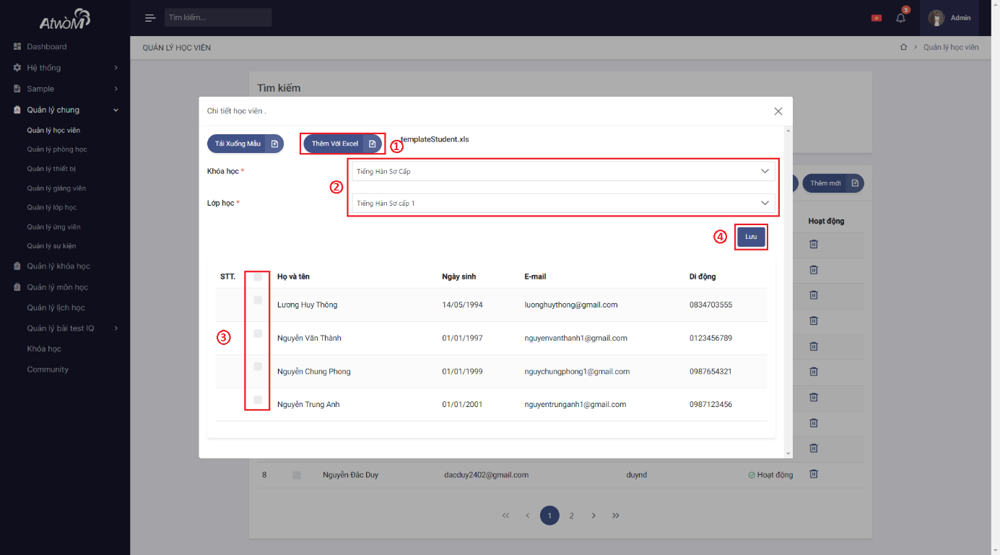 ATWOM
Tìm kiếm...
3
Admin
Dashboard
Hệ thống
Sample
Quản lý chung
Quản lý học viên
Quản lý phòng học
Quản lý thiết bị
Quản lý giảng viên
Quản lý lớp học
Quản lý ứng viên
Quản lý sự kiện
Quản lý khóa học
Quản lý môn học
Quản lý lịch học
Quản lý bài test IQ
Khóa học
Community
QUẢN LÝ HỌC VIÊN
Quản lý học viên
Tìm kiếm
Chi tiết học viên .
Tải Xuống Mẫu
Thêm Với Excel
① templateStudent.xls
Khóa học *
Tiếng Hàn Sơ Cấp
②
Lớp học *
Tiếng Hàn Sơ cấp 1
④ Lưu
Thêm mới
Hoạt động
STT. Họ và tên Ngày sinh E-mail Di động
Lương Huy Thông 14/05/1994 luonghuythong@gmail.com 0834703555
③ Nguyễn Văn Thành 01/01/1997 nguyenvanthanh1@gmail.com 0123456789
Nguyễn Chung Phong 01/01/1999 nguychungphong1@gmail.com 0987654321
Nguyễn Trung Anh 01/01/2001 nguyentrunganh1@gmail.com 0987123456
8 Nguyễn Đắc Duy dacduy2402@gmail.com duynd Hoạt động
« ‹ 1 2 › »